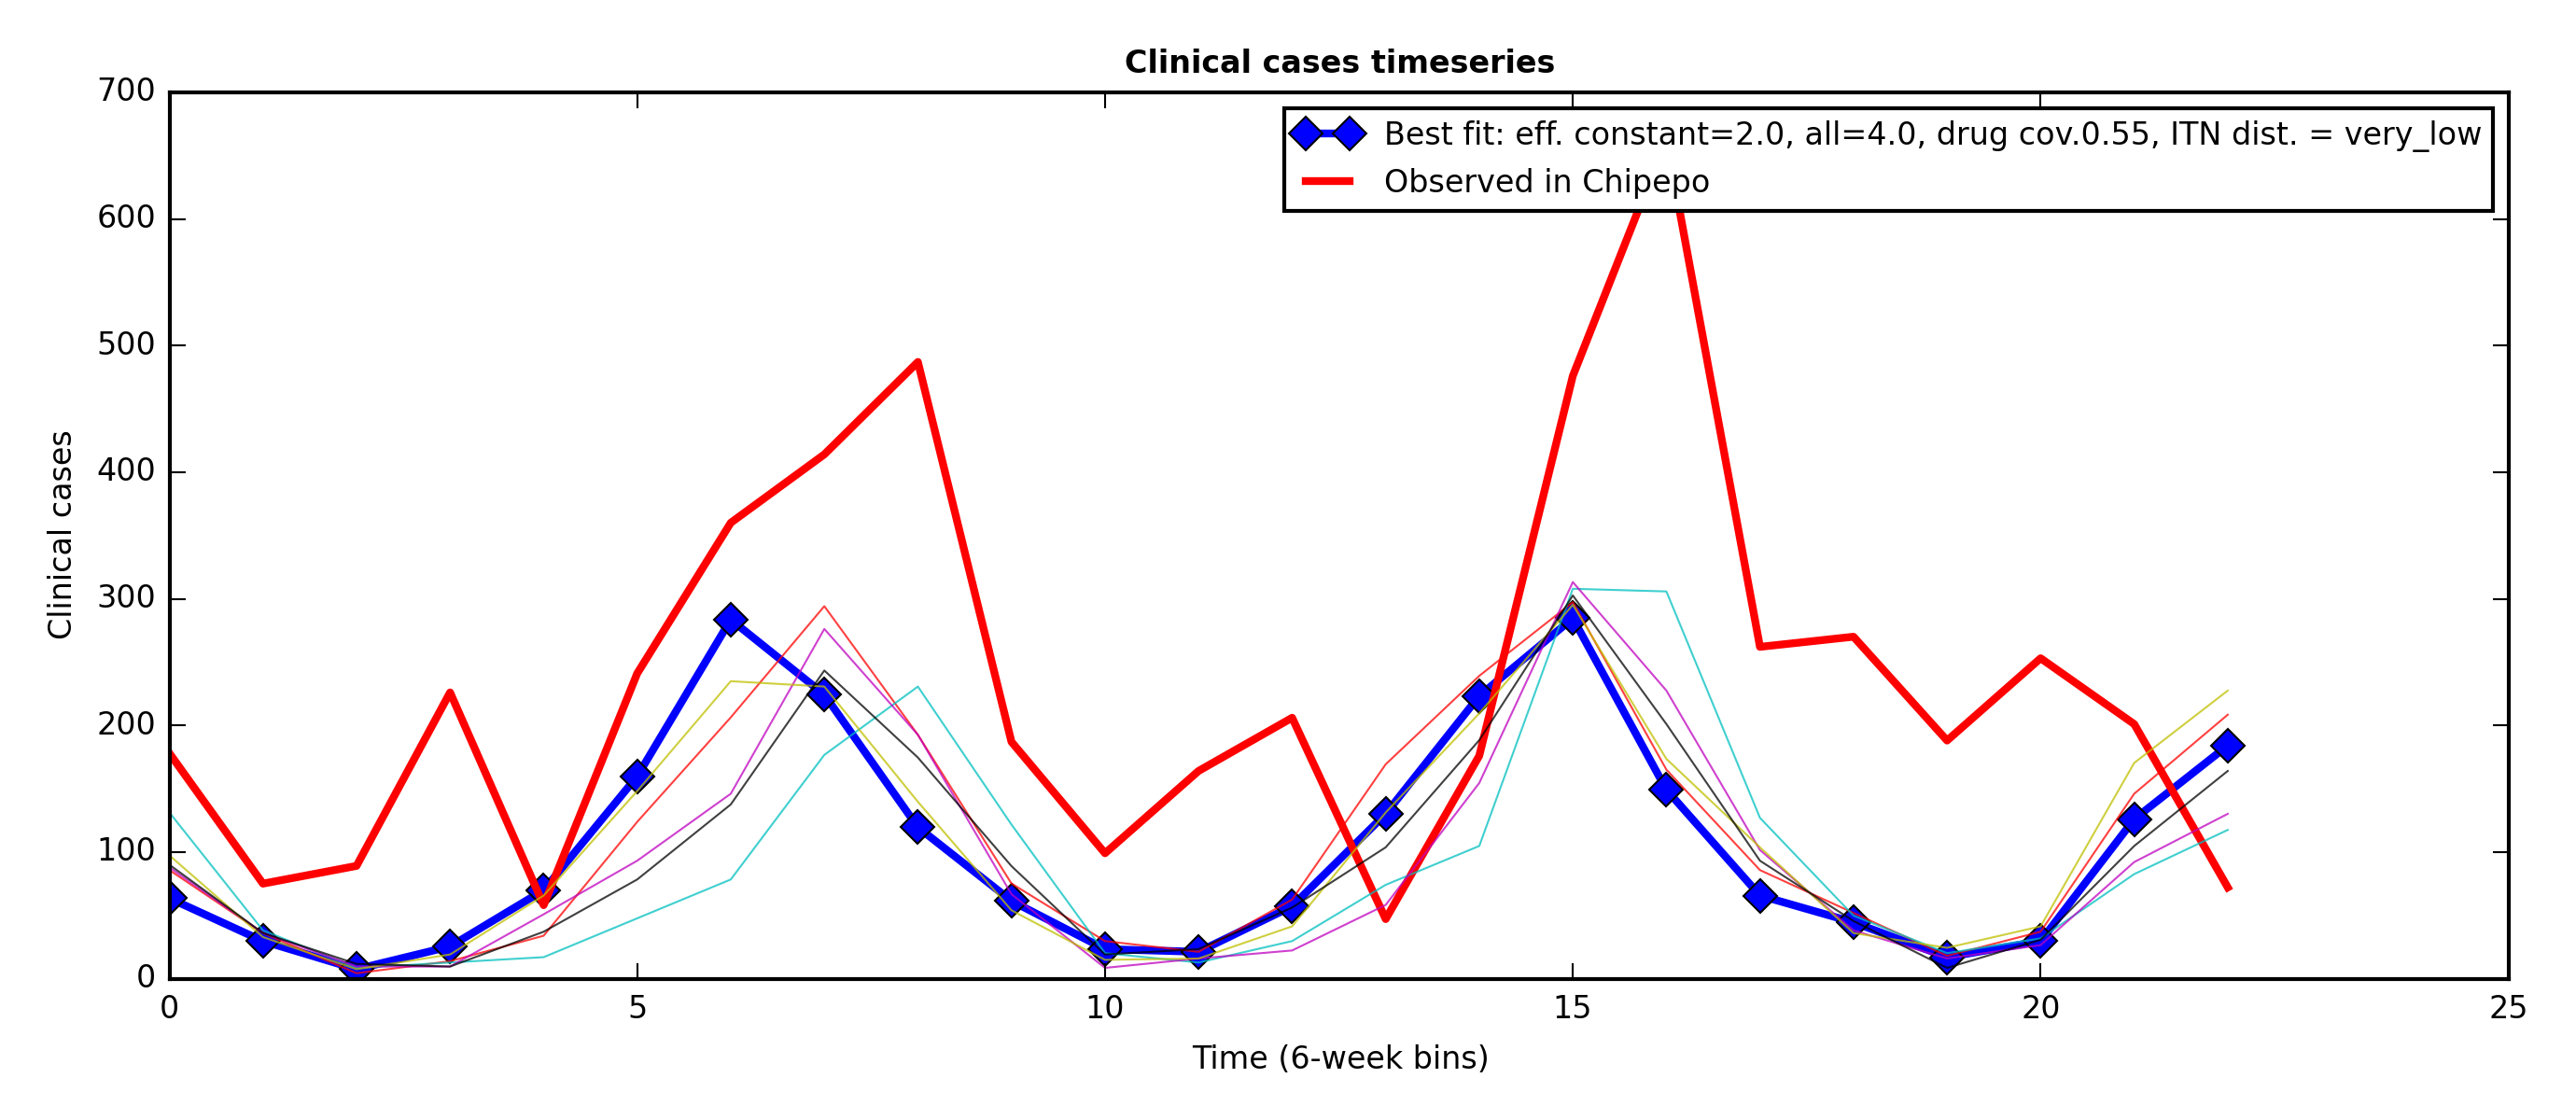 Clinical cases timeseries
700
600
500
400
300
200
100
0
Clinical cases
Best fit: eff. constant=2.0, all=4.0, drug cov.0.55, ITN dist. = very_low
Observed in Chipepo
0 5 10 15 20 25
Time (6-week bins)